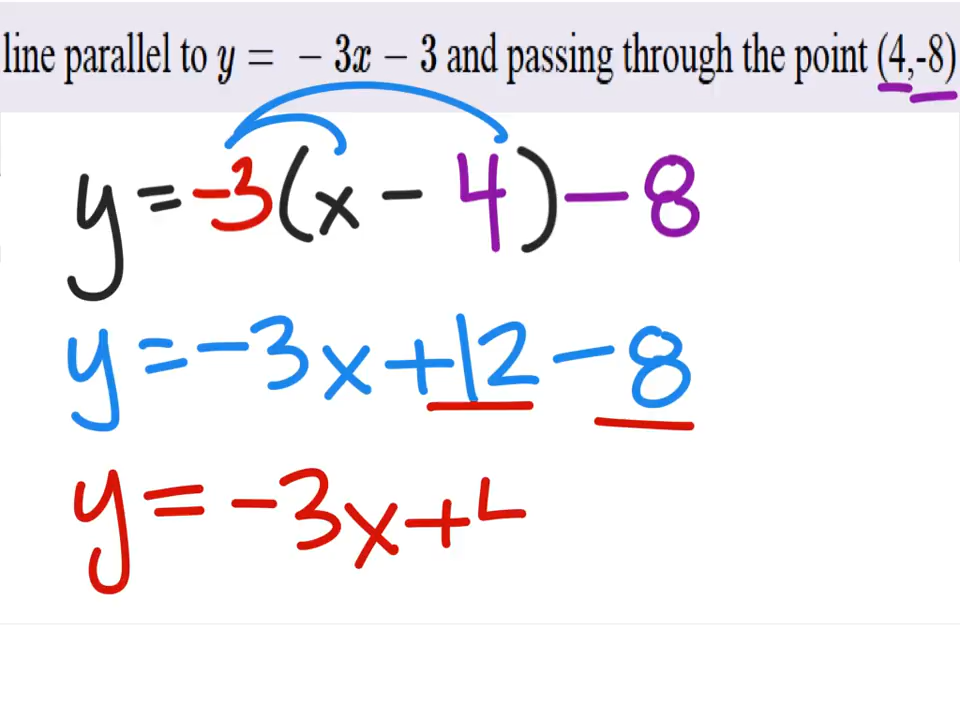 line parallel to y = − 3x − 3 and passing through the point (4,-8)
y = -3(x - 4) - 8
y = -3x + 12 - 8
y = -3x + 4